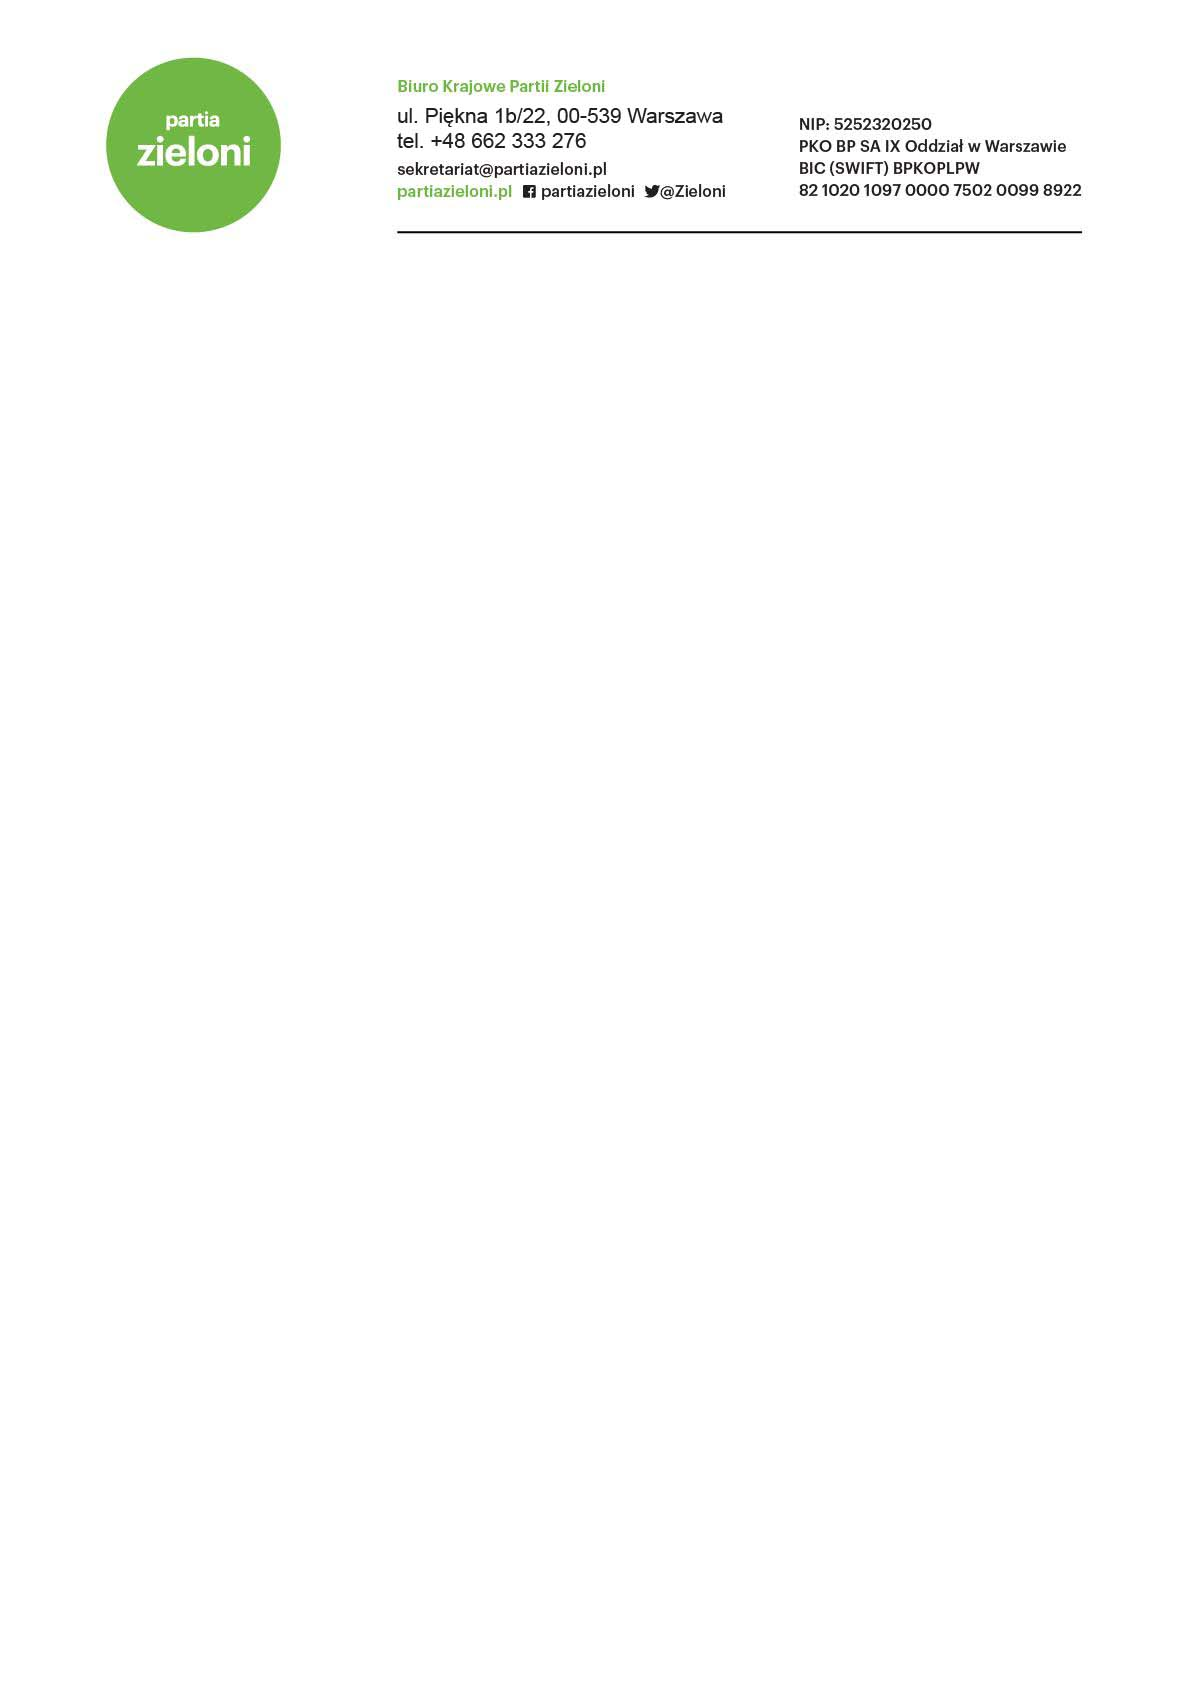 partia
zieloni
Biuro Krajowe Partii Zieloni
ul. Piękna 1b/22, 00-539 Warszawa
tel. +48 662 333 276
sekretariat@partiazieloni.pl
partiazieloni.pl partiazieloni @Zieloni
NIP: 5252320250
PKO BP SA IX Oddział w Warszawie
BIC (SWIFT) BPKOPLPW
82 1020 1097 0000 7502 0099 8922